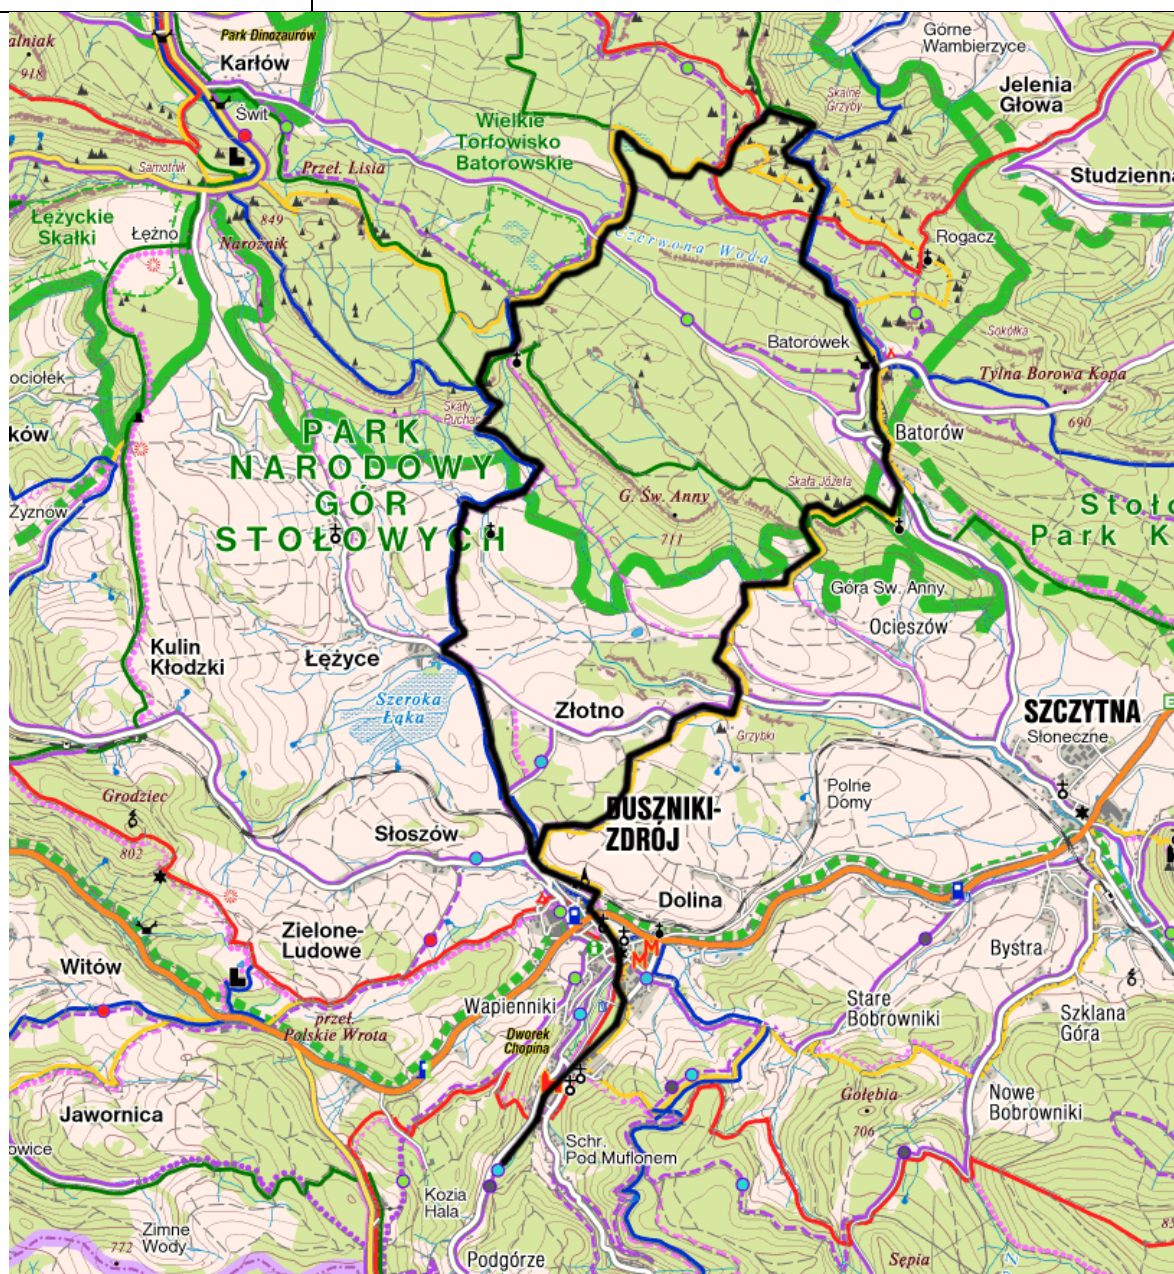 Park Dinozaurów
Górne
Wambierzyce
alniak
918
Karłów
Jelenia
Głowa
Skalne
Grzyby
Świt
Wielkie
Torfowisko
Batorowskie
Samotnik
Przeł. Lisia
Studzienna
Łężyckie
Skałki
Łężno
849
Narożnik
Czerwona Woda
Rogacz
Sokółka
Batorówek
Tylna Borowa Kopa
690
ociołek
Skały
Puchacza
PARK
NARODOWY
GÓR
STOŁOWYCH
ków
Batorów
Skała Józefa
G. Św. Anny
711
Żyznów
Stoło
Park K
Góra Św. Anny
Ocieszów
Kulin
Kłodzki
Łężyce
Szeroka
Łąka
Złotno
SZCZYTNA
Słoneczne
Grzybki
Grodziec
802
Polne
Domy
DUSZNIKI-
ZDRÓJ
Słoszów
Dolina
Zielone-
Ludowe
Bystra
Witów
Wapienniki
Stare
Bobrowniki
Szklana
Góra
przeł.
Polskie Wrota
Dworek
Chopina
Gołębia
706
Nowe
Bobrowniki
Jawornica
owice
Schr.
Pod Muflonem
Kozia
Hala
Zimne
Wody
772
Podgórze
Sępia